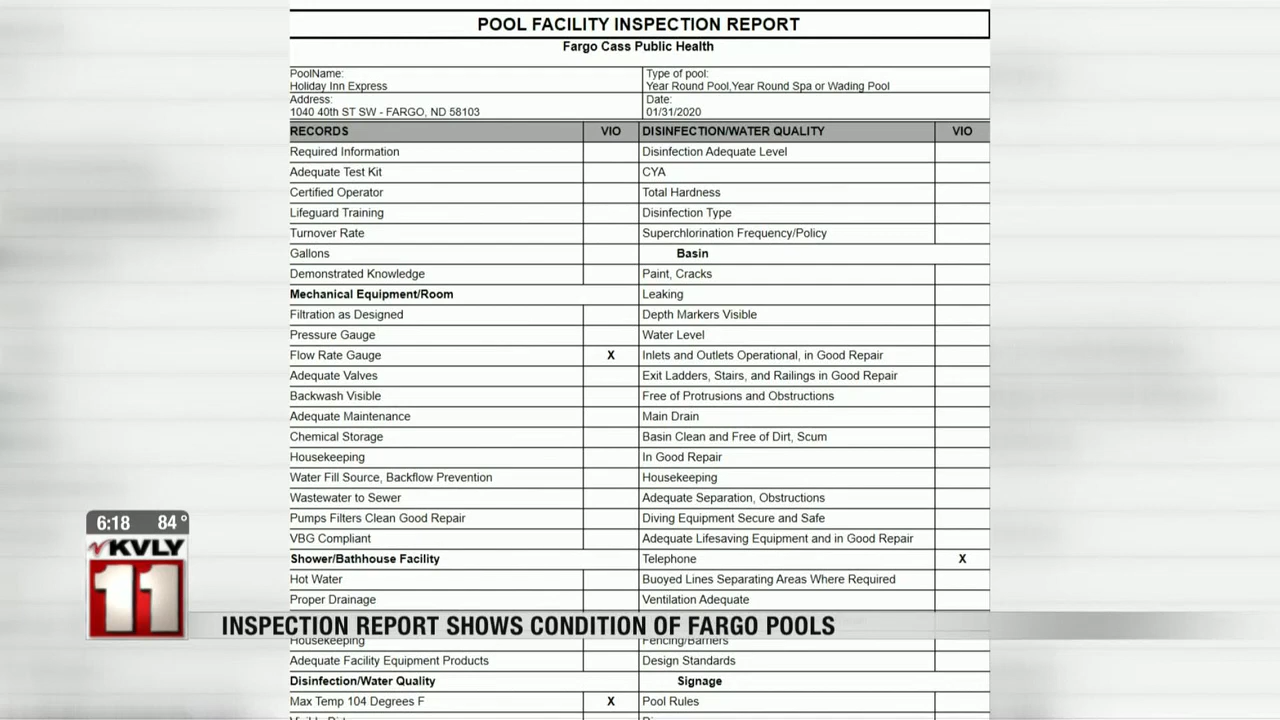 POOL FACILITY INSPECTION REPORT
Fargo Cass Public Health
PoolName:
Holiday Inn Express
Type of pool:
Year Round Pool,Year Round Spa or Wading Pool
Address:
1040 40th ST SW - FARGO, ND 58103
Date:
01/31/2020
RECORDS VIO DISINFECTION/WATER QUALITY VIO
Required Information Disinfection Adequate Level
Adequate Test Kit CYA
Certified Operator Total Hardness
Lifeguard Training Disinfection Type
Turnover Rate Superchlorination Frequency/Policy
Gallons Basin
Demonstrated Knowledge Paint, Cracks
Mechanical Equipment/Room Leaking
Filtration as Designed Depth Markers Visible
Pressure Gauge Water Level
Flow Rate Gauge X Inlets and Outlets Operational, in Good Repair
Adequate Valves Exit Ladders, Stairs, and Railings in Good Repair
Backwash Visible Free of Protrusions and Obstructions
Adequate Maintenance Main Drain
Chemical Storage Basin Clean and Free of Dirt, Scum
Housekeeping In Good Repair
Water Fill Source, Backflow Prevention Housekeeping
Wastewater to Sewer Adequate Separation, Obstructions
Pumps Filters Clean Good Repair Diving Equipment Secure and Safe
VBG Compliant Adequate Lifesaving Equipment and in Good Repair
Shower/Bathhouse Facility Telephone X
Hot Water Buoyed Lines Separating Areas Where Required
Proper Drainage Ventilation Adequate
6:18 84°
KVLY
11
INSPECTION REPORT SHOWS CONDITION OF FARGO POOLS
Housekeeping Fencing/Barriers
Adequate Facility Equipment Products Design Standards
Disinfection/Water Quality Signage
Max Temp 104 Degrees F X Pool Rules